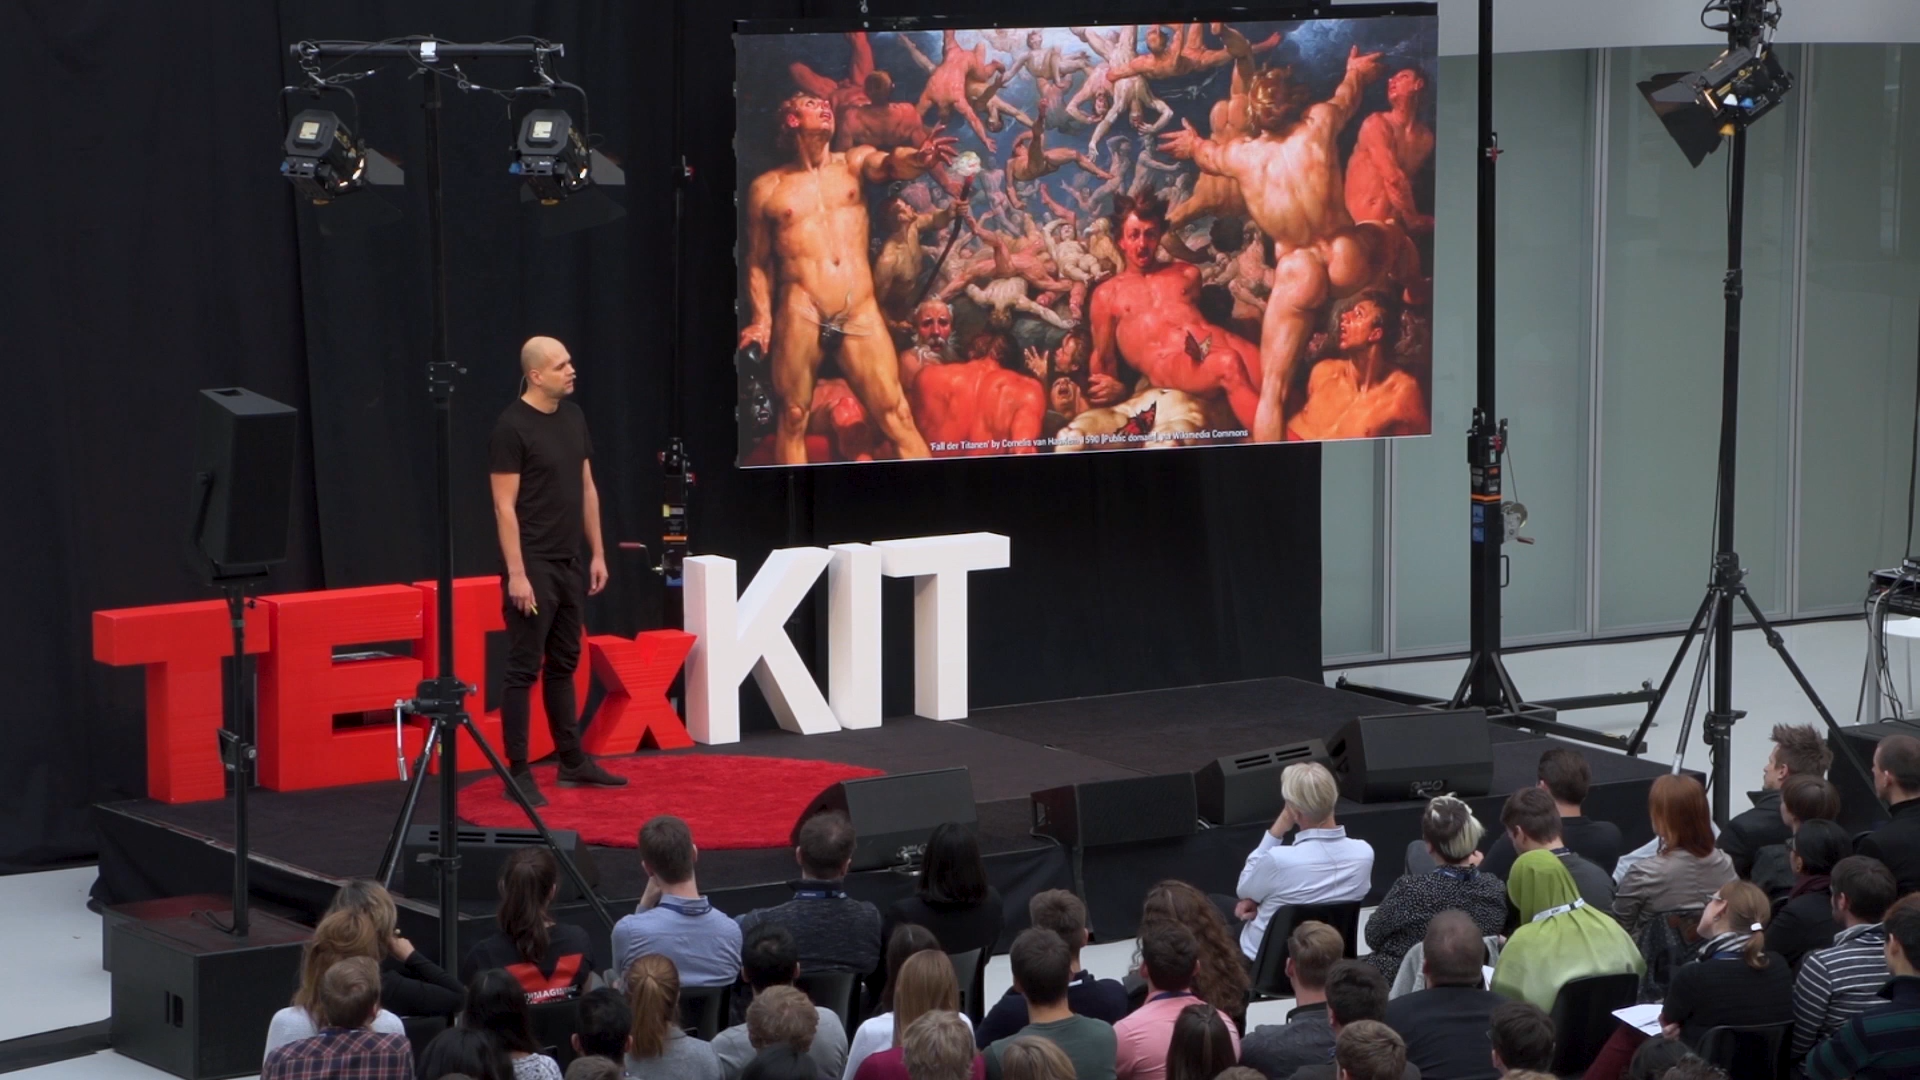 'Fall der Titanen' by Cornelis van Haarlem, 1590 [Public domain], via Wikimedia Commons
TEDxKIT